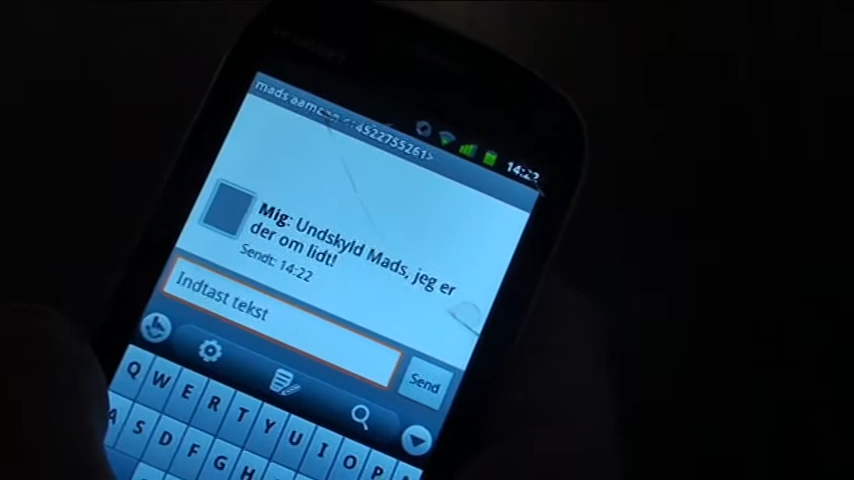 14:22
mads aamann <+4522755261>
Mig: Undskyld Mads, jeg er
der om lidt!
Sendt: 14:22
Indtast tekst
Send
Q W E R T Y U I O P
A S D F G H